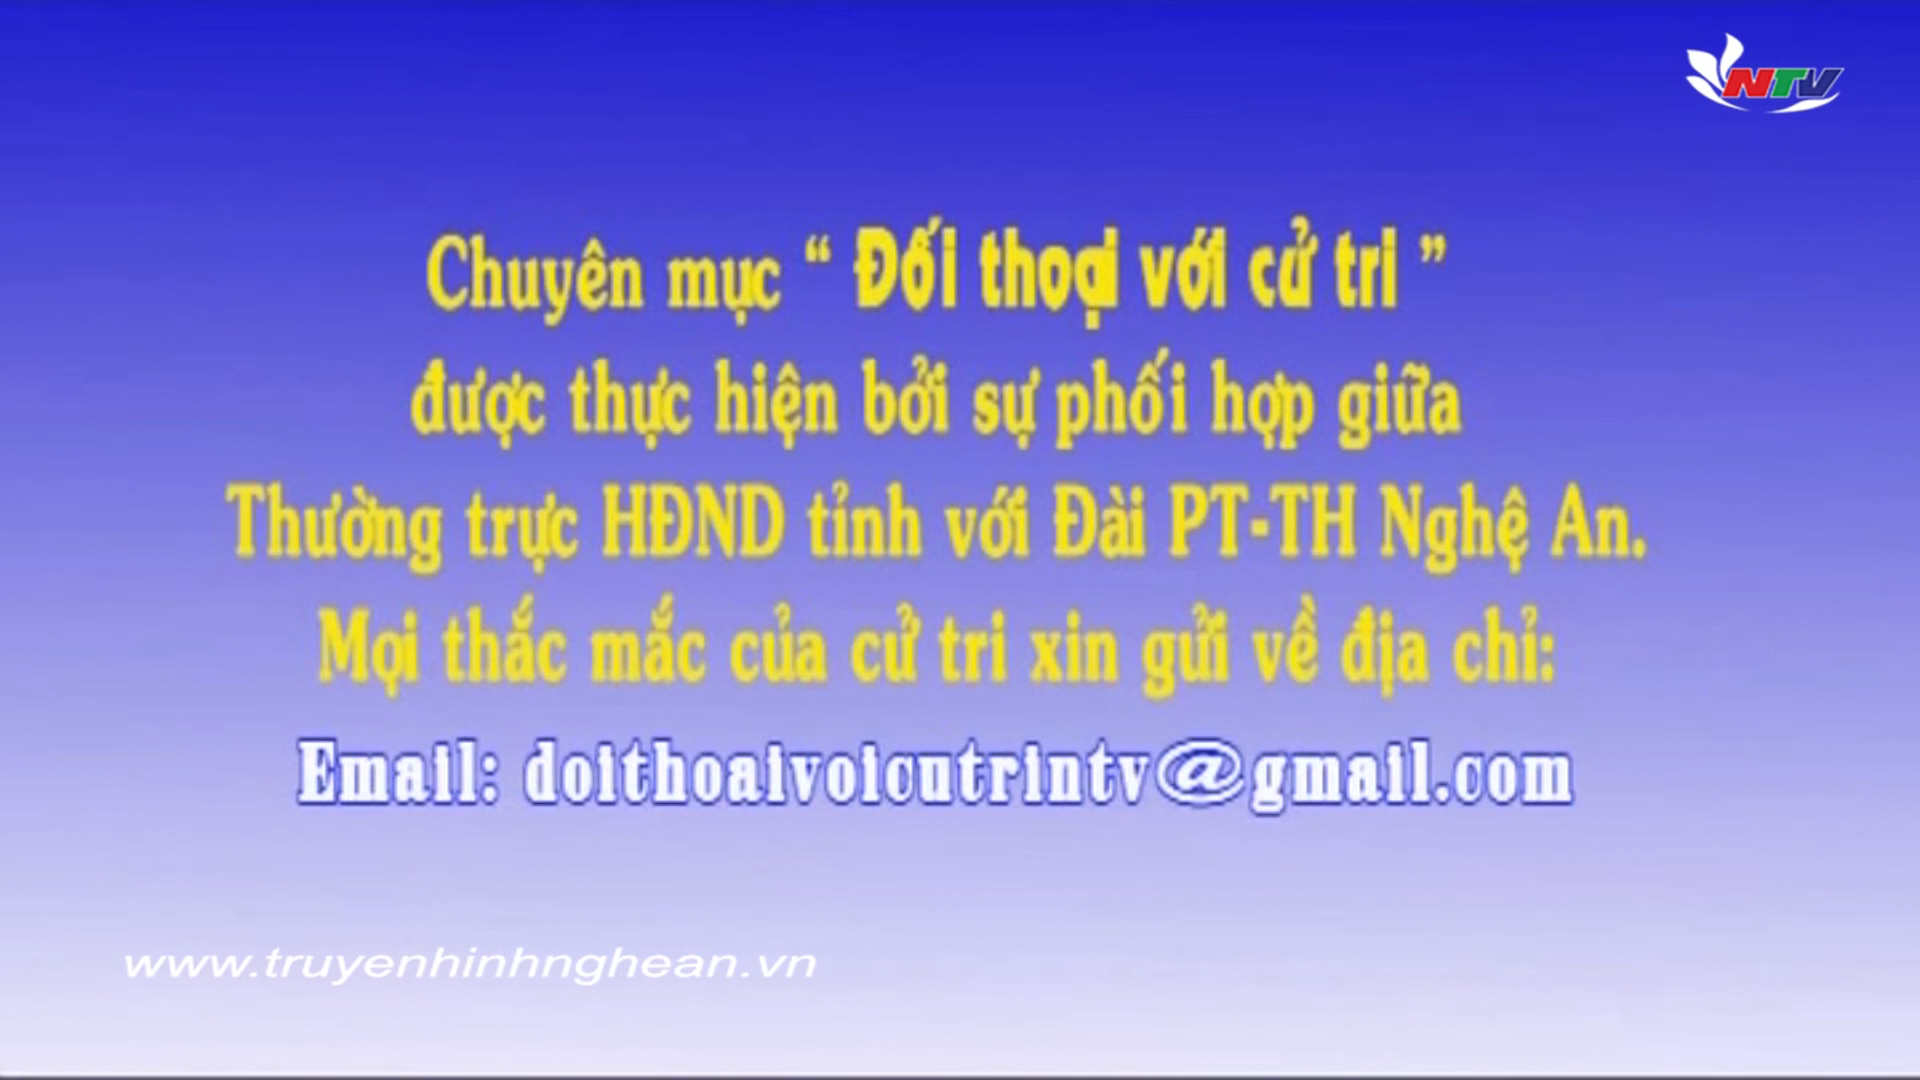 NTV
Chuyên mục “ Đối thoại với cử tri ”
được thực hiện bởi sự phối hợp giữa
Thường trực HĐND tỉnh với Đài PT-TH Nghệ An.
Mọi thắc mắc của cử tri xin gửi về địa chỉ:
Email: doithoaivoicutrintv@gmail.com
www.truyenhinhnghean.vn